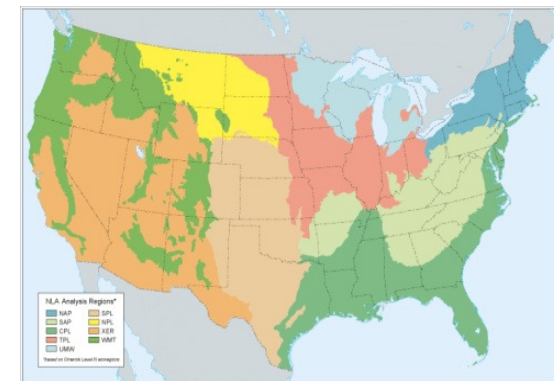 NLA Analysis Regions*
NAP SPL
SAP NPL
CPL XER
TPL WMT
UMW
*Based on Omernik Level III ecoregions